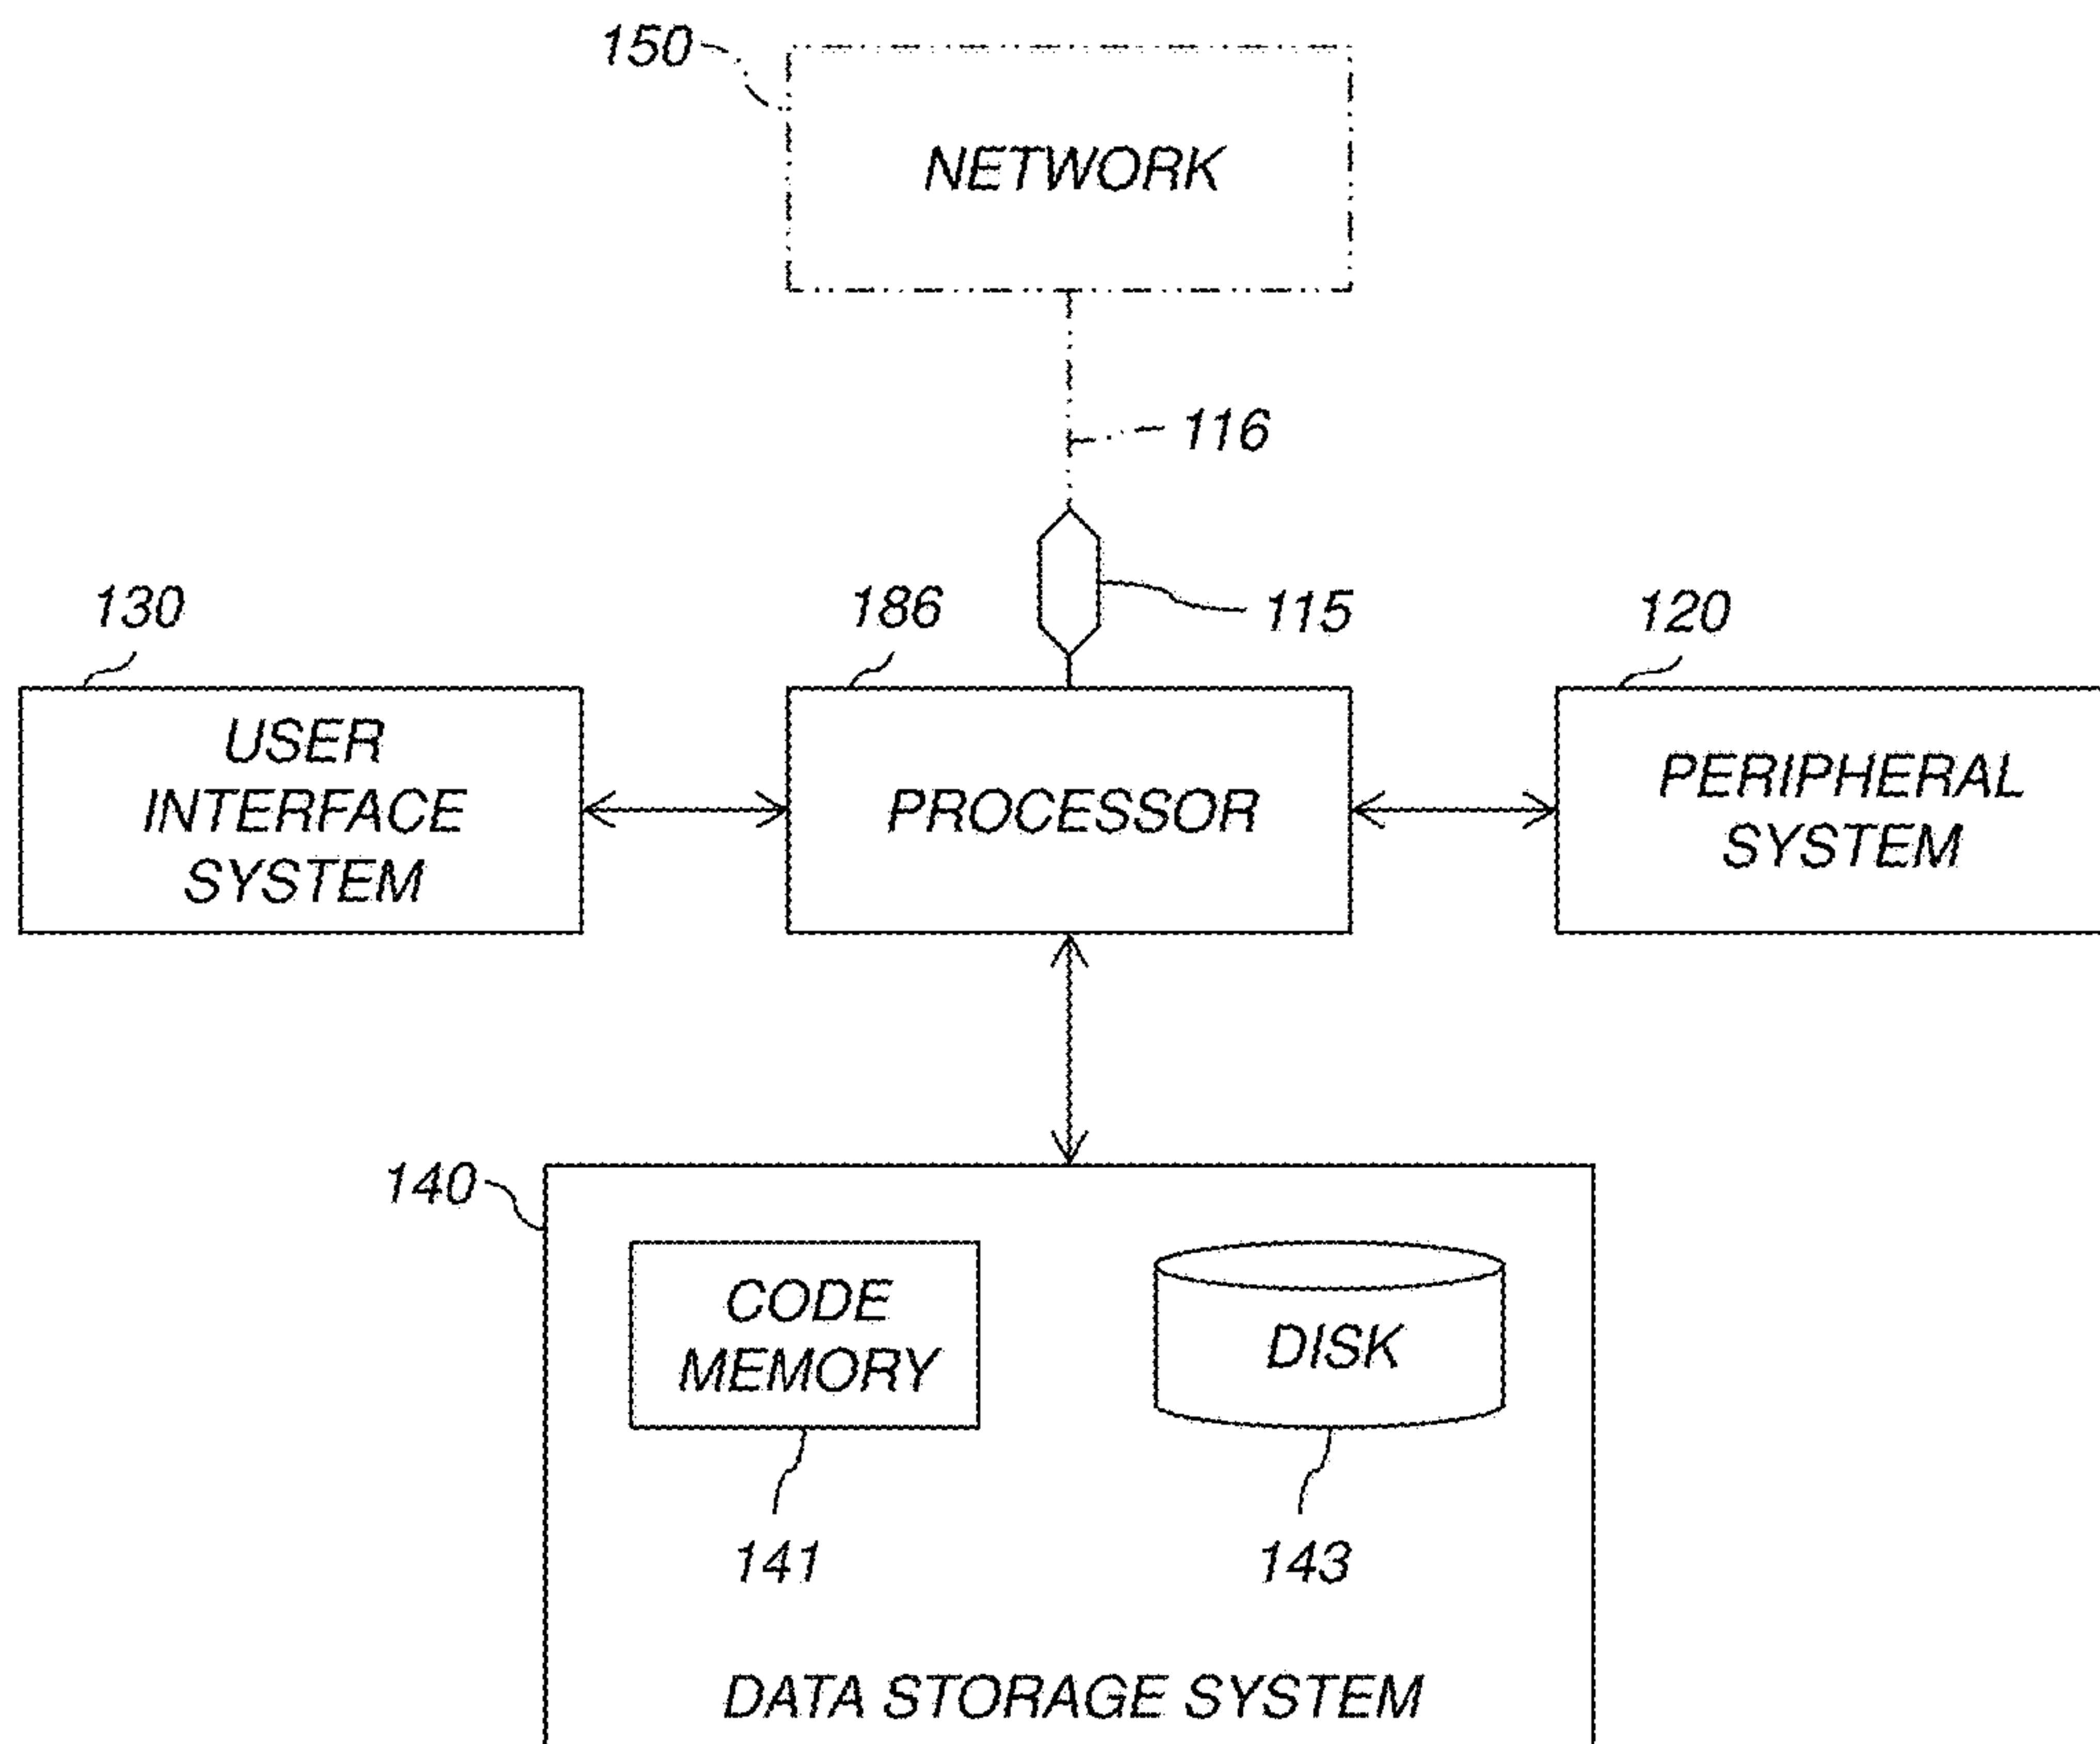 150
NETWORK
116
115
130
186
120
USER
INTERFACE
SYSTEM
PROCESSOR
PERIPHERAL
SYSTEM
140
CODE
MEMORY
DISK
141
143
DATA STORAGE SYSTEM